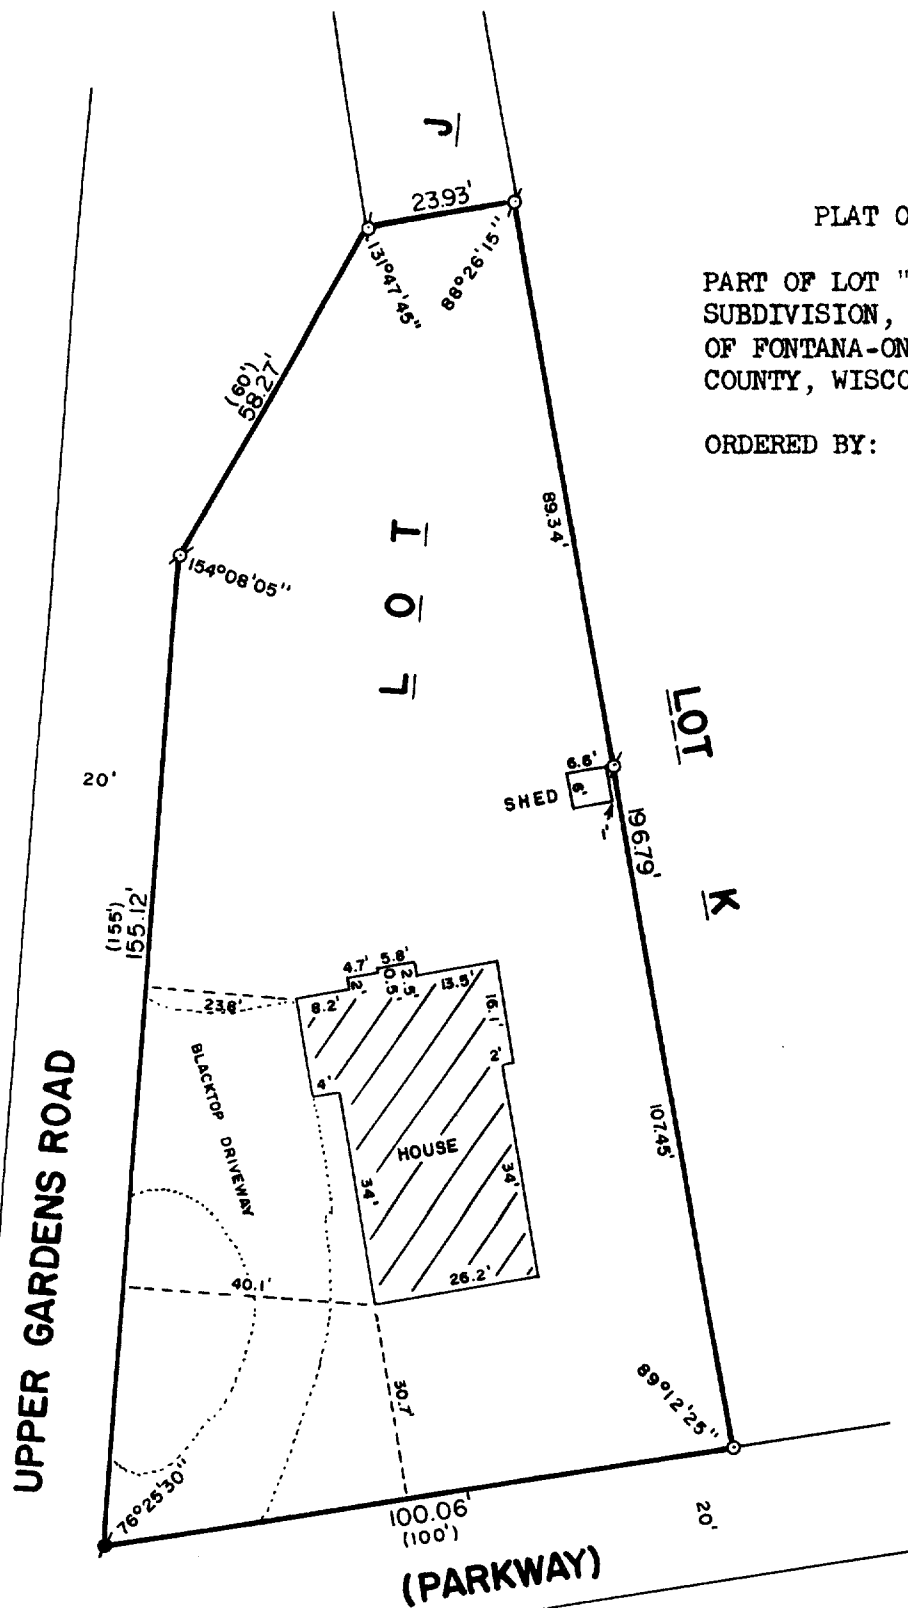 J
23.93'
131°47'45"
88°26'15"
PLAT O
PART OF LOT "
SUBDIVISION,
OF FONTANA-ON
COUNTY, WISCO
ORDERED BY:
(60')
58.27'
154°08'05"
89.34'
LOT
LOT
K
20'
6.6'
6'
SHED
196.79'
(155')
155.12'
4.7'
5.8'
2'
0.5'
2.5'
13.5'
8.2'
23.8'
16.1'
2'
4'
BLACKTOP DRIVEWAY
HOUSE
34'
34'
107.45'
26.2'
40.1'
30.7'
UPPER GARDENS ROAD
89°12'25"
76°25'30"
100.06'
(100')
20'
(PARKWAY)